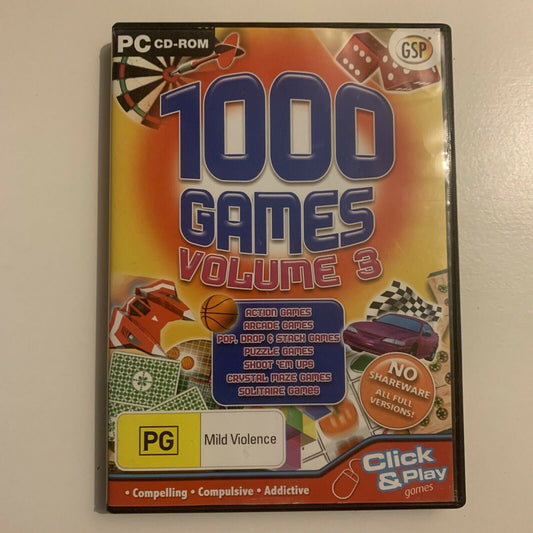 PC CD-ROM
GSP
1000
GAMES
VOLUME 3
ACTION GAMES
ARCADE GAMES
POP, DROP & STACK GAMES
PUZZLE GAMES
SHOOT 'EM UPS
CRYSTAL MAZE GAMES
SOLITAIRE GAMES
NO
SHAREWARE
ALL FULL
VERSIONS!
PG Mild Violence
Click
& Play
games
• Compelling • Compulsive • Addictive